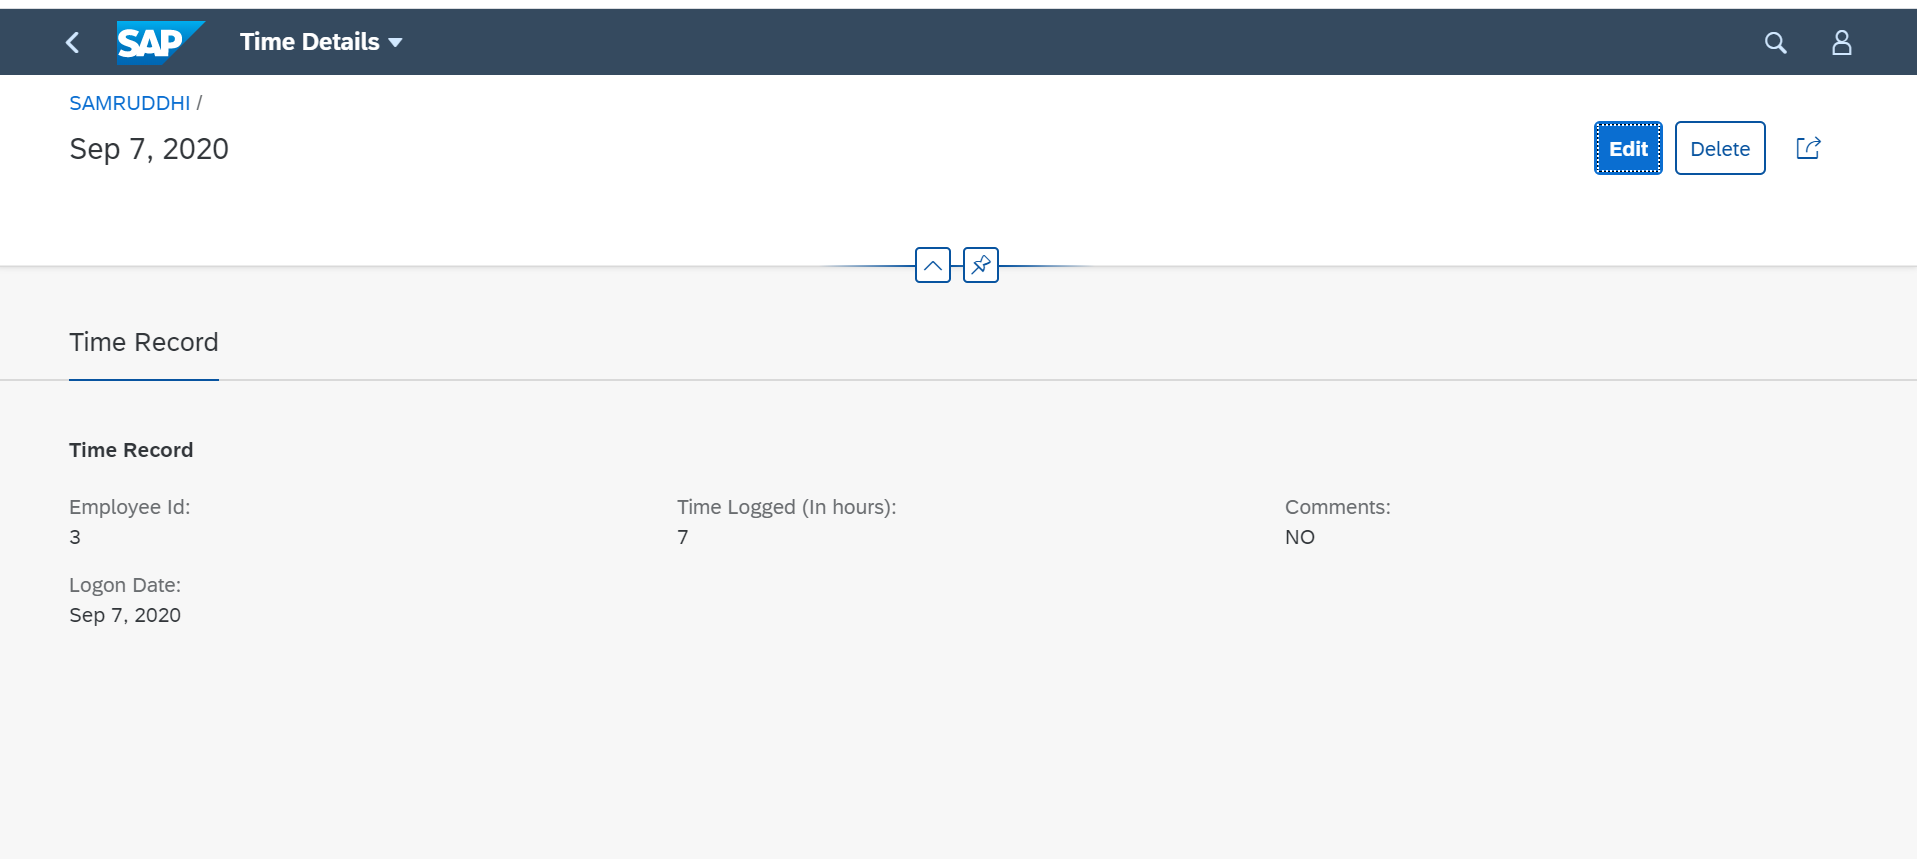 SAP Time Details
SAMRUDDHI /
Sep 7, 2020
Edit
Delete
Time Record
Time Record
Employee Id:
3
Time Logged (In hours):
7
Comments:
NO
Logon Date:
Sep 7, 2020